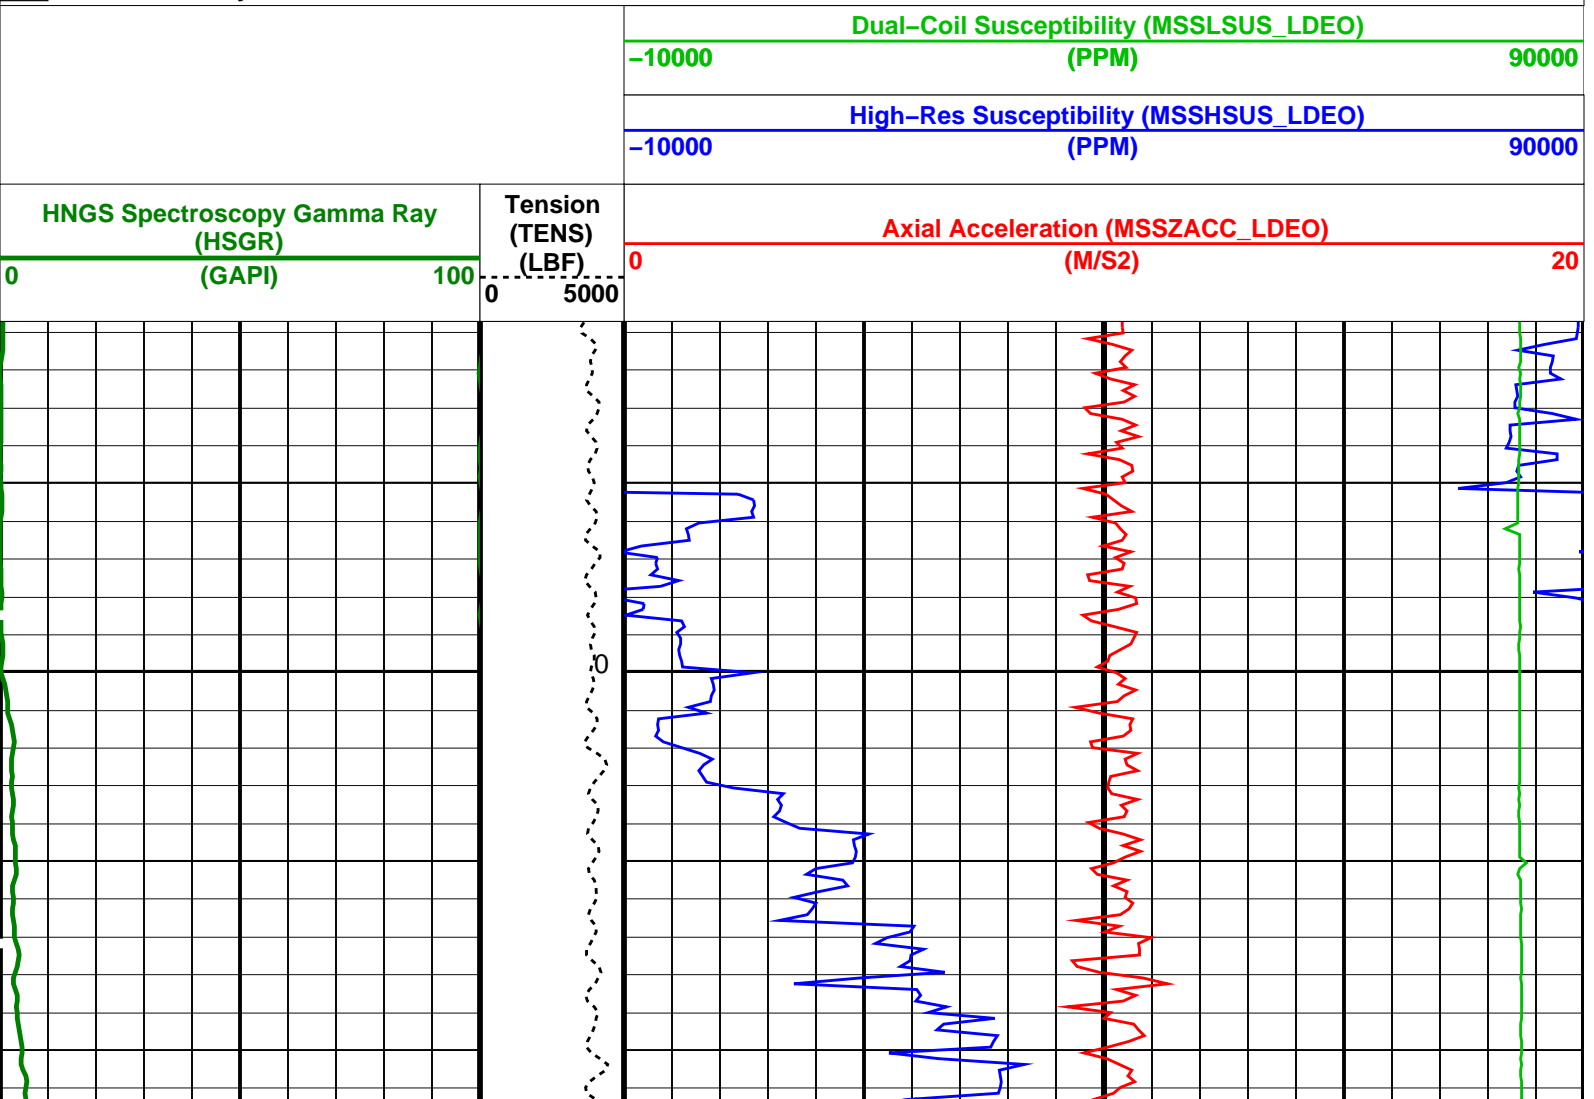 Dual–Coil Susceptibility (MSSLSUS_LDEO)
–10000 (PPM) 90000
High–Res Susceptibility (MSSHSUS_LDEO)
–10000 (PPM) 90000
HNGS Spectroscopy Gamma Ray
(HSGR)
0 (GAPI) 100
Tension
(TENS)
(LBF)
0 5000
Axial Acceleration (MSSZACC_LDEO)
0 (M/S2) 20
0